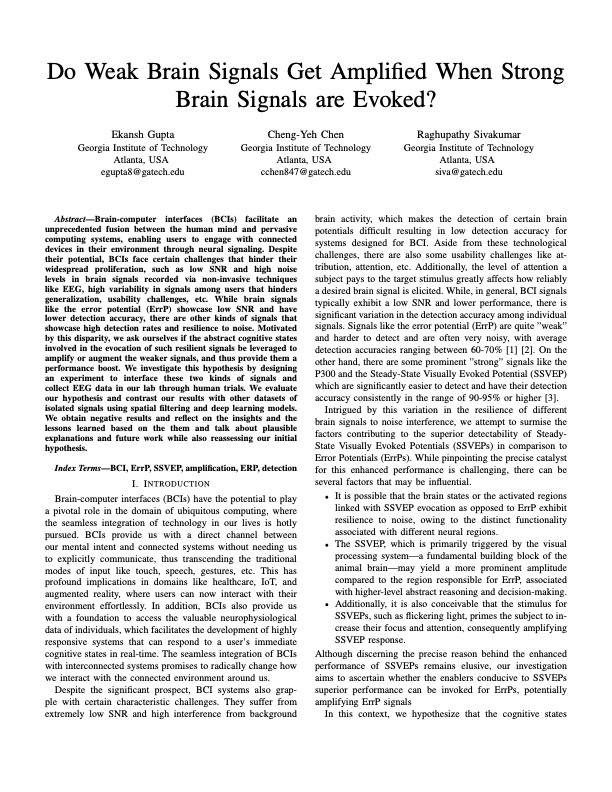 Do Weak Brain Signals Get Amplified When Strong
Brain Signals are Evoked?
Ekansh Gupta
Georgia Institute of Technology
Atlanta, USA
egupta8@gatech.edu
Cheng-Yeh Chen
Georgia Institute of Technology
Atlanta, USA
cchen847@gatech.edu
Raghupathy Sivakumar
Georgia Institute of Technology
Atlanta, USA
siva@gatech.edu
Abstract—Brain-computer interfaces (BCIs) facilitate an
unprecedented fusion between the human mind and pervasive
computing systems, enabling users to engage with connected
devices in their environment through neural signaling. Despite
their potential, BCIs face certain challenges that hinder their
widespread proliferation, such as low SNR and high noise
levels in brain signals recorded via non-invasive techniques
like EEG, high variability in signals among users that hinders
generalization, usability challenges, etc. While brain signals
like the error potential (ErrP) showcase low SNR and have
lower detection accuracy, there are other kinds of signals that
showcase high detection rates and resilience to noise. Motivated
by this disparity, we ask ourselves if the abstract cognitive states
involved in the evocation of such resilient signals be leveraged to
amplify or augment the weaker signals, and thus provide them a
performance boost. We investigate this hypothesis by designing
an experiment to interface these two kinds of signals and
collect EEG data in our lab through human trials. We evaluate
our hypothesis and contrast our results with other datasets of
isolated signals using spatial filtering and deep learning models.
We obtain negative results and reflect on the insights and the
lessons learned based on the them and talk about plausible
explanations and future work while also reassessing our initial
hypothesis.
Index Terms—BCI, ErrP, SSVEP, amplification, ERP, detection
I. INTRODUCTION
Brain-computer interfaces (BCIs) have the potential to play
a pivotal role in the domain of ubiquitous computing, where
the seamless integration of technology in our lives is hotly
pursued. BCIs provide us with a direct channel between
our mental intent and connected systems without needing us
to explicitly communicate, thus transcending the traditional
modes of input like touch, speech, gestures, etc. This has
profound implications in domains like healthcare, IoT, and
augmented reality, where users can now interact with their
environment effortlessly. In addition, BCIs also provide us
with a foundation to access the valuable neurophysiological
data of individuals, which facilitates the development of highly
responsive systems that can respond to a user's immediate
cognitive states in real-time. The seamless integration of BCIs
with interconnected systems promises to radically change how
we interact with the connected environment around us.
Despite the significant prospect, BCI systems also grap-
ple with certain characteristic challenges. They suffer from
extremely low SNR and high interference from background
brain activity, which makes the detection of certain brain
potentials difficult resulting in low detection accuracy for
systems designed for BCI. Aside from these technological
challenges, there are also some usability challenges like at-
tribution, attention, etc. Additionally, the level of attention a
subject pays to the target stimulus greatly affects how reliably
a desired brain signal is elicited. While, in general, BCI signals
typically exhibit a low SNR and lower performance, there is
significant variation in the detection accuracy among individual
signals. Signals like the error potential (ErrP) are quite ”weak”
and harder to detect and are often very noisy, with average
detection accuracies ranging between 60-70% [1] [2]. On the
other hand, there are some prominent ”strong” signals like the
P300 and the Steady-State Visually Evoked Potential (SSVEP)
which are significantly easier to detect and have their detection
accuracy consistently in the range of 90-95% or higher [3].
Intrigued by this variation in the resilience of different
brain signals to noise interference, we attempt to surmise the
factors contributing to the superior detectability of Steady-
State Visually Evoked Potentials (SSVEPs) in comparison to
Error Potentials (ErrPs). While pinpointing the precise catalyst
for this enhanced performance is challenging, there can be
several factors that may be influential.
• It is possible that the brain states or the activated regions
linked with SSVEP evocation as opposed to ErrP exhibit
resilience to noise, owing to the distinct functionality
associated with different neural regions.
• The SSVEP, which is primarily triggered by the visual
processing system—a fundamental building block of the
animal brain—may yield a more prominent amplitude
compared to the region responsible for ErrP, associated
with higher-level abstract reasoning and decision-making.
• Additionally, it is also conceivable that the stimulus for
SSVEPs, such as flickering light, primes the subject to in-
crease their focus and attention, consequently amplifying
SSVEP response.
Although discerning the precise reason behind the enhanced
performance of SSVEPs remains elusive, our investigation
aims to ascertain whether the enablers conducive to SSVEPs
superior performance can be invoked for ErrPs, potentially
amplifying ErrP signals
In this context, we hypothesize that the cognitive states